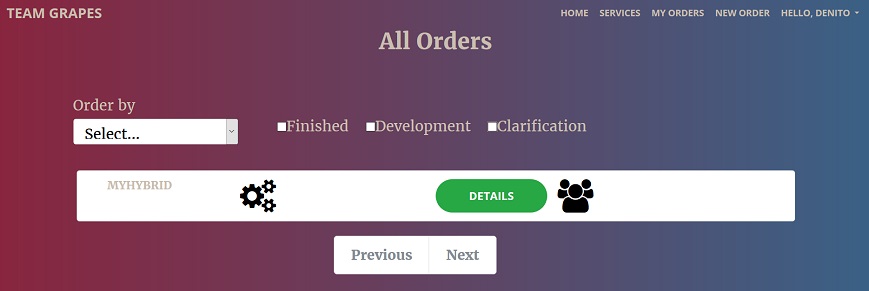 TEAM GRAPES HOME SERVICES MY ORDERS NEW ORDER HELLO, DENITO
All Orders
Order by
Select... Finished Development Clarification
MYHYBRID DETAILS
Previous Next